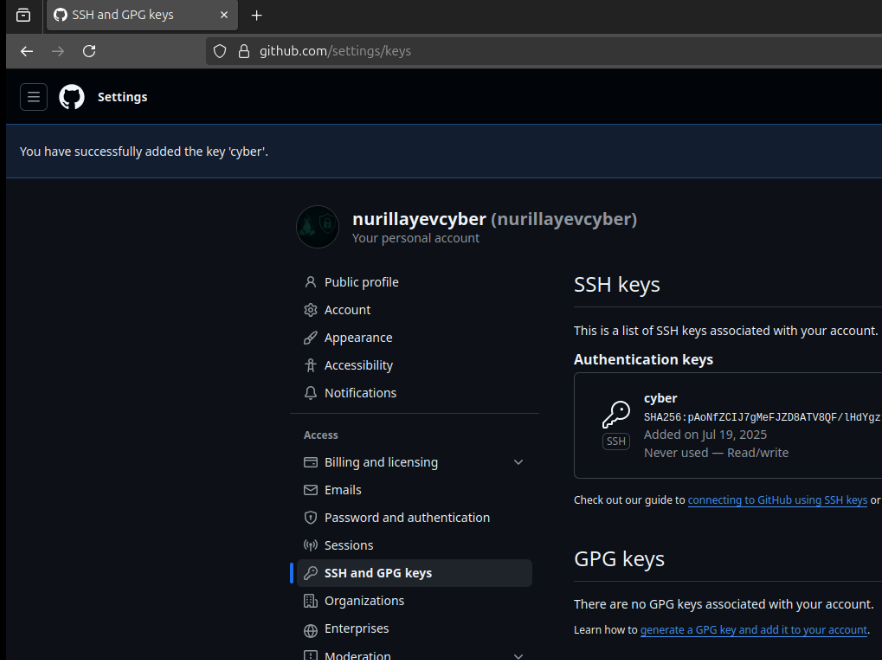 SSH and GPG keys
github.com/settings/keys
Settings
You have successfully added the key 'cyber'.
nurillayevcyber (nurillayevcyber)
Your personal account
Public profile
Account
Appearance
Accessibility
Notifications
Access
Billing and licensing
Emails
Password and authentication
Sessions
SSH and GPG keys
Organizations
Enterprises
Moderation
SSH keys
This is a list of SSH keys associated with your account.
Authentication keys
cyber
SHA256:pAoNfZCIJ7gMeFJZD8ATV8QF/lHdYgz
SSH
Added on Jul 19, 2025
Never used — Read/write
Check out our guide to connecting to GitHub using SSH keys or
GPG keys
There are no GPG keys associated with your account.
Learn how to generate a GPG key and add it to your account.